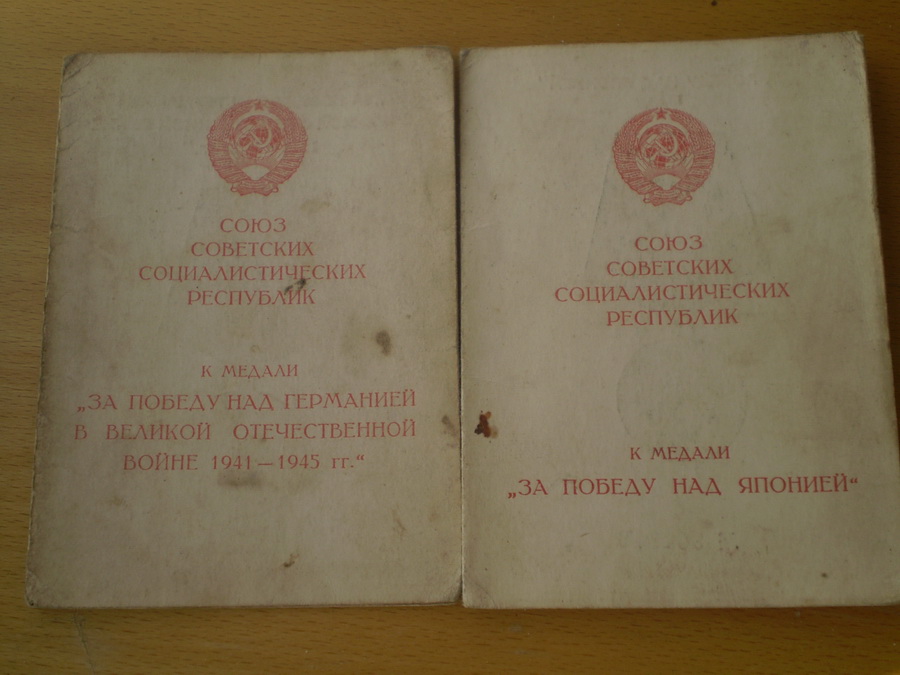 СОЮЗ
СОВЕТСКИХ
СОЦИАЛИСТИЧЕСКИХ
РЕСПУБЛИК
К МЕДАЛИ
„ЗА ПОБЕДУ НАД ГЕРМАНИЕЙ
В ВЕЛИКОЙ ОТЕЧЕСТВЕННОЙ
ВОЙНЕ 1941—1945 гг.“
СОЮЗ
СОВЕТСКИХ
СОЦИАЛИСТИЧЕСКИХ
РЕСПУБЛИК
К МЕДАЛИ
„ЗА ПОБЕДУ НАД ЯПОНИЕЙ“